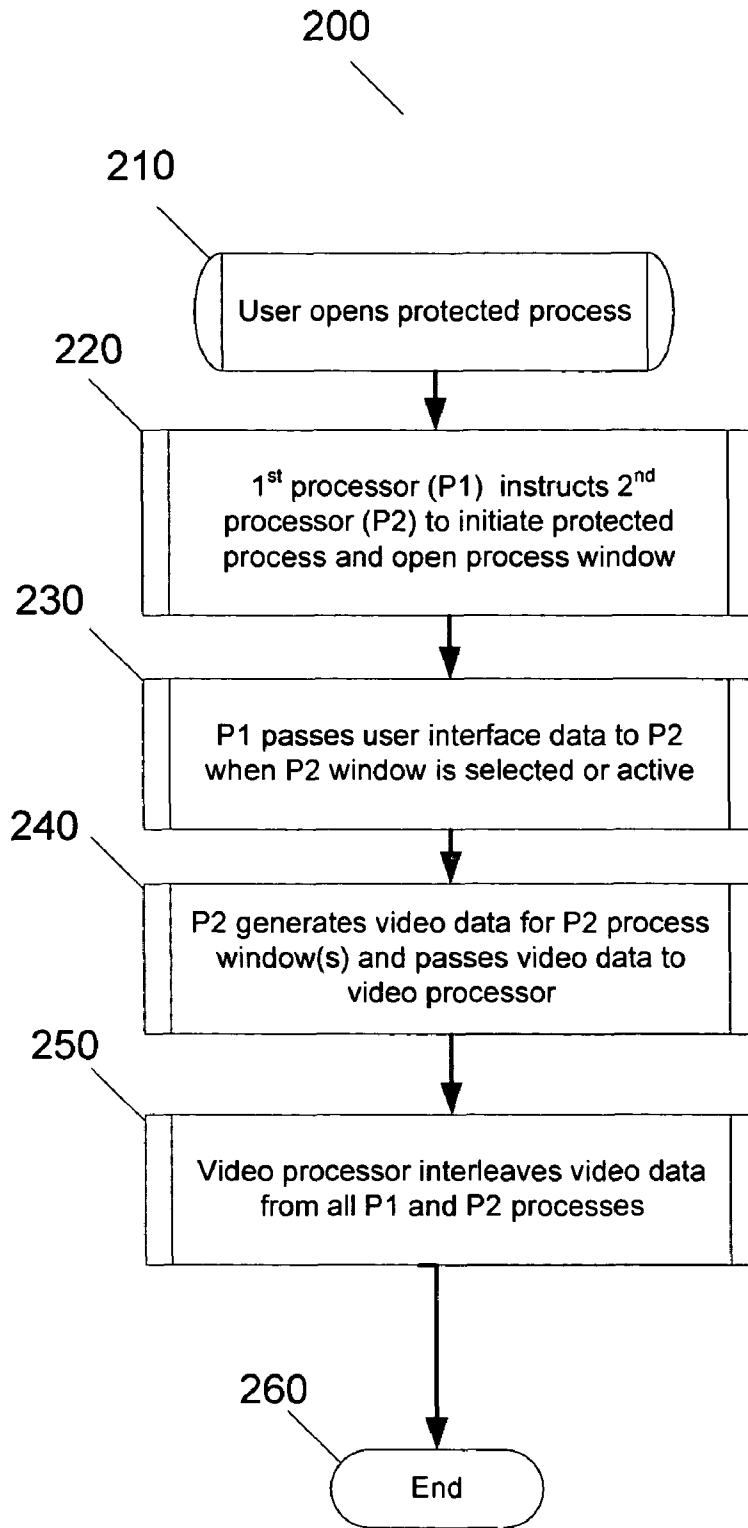 200
210
User opens protected process
220
1st processor (P1) instructs 2nd
processor (P2) to initiate protected
process and open process window
230
P1 passes user interface data to P2
when P2 window is selected or active
240
P2 generates video data for P2 process
window(s) and passes video data to
video processor
250
Video processor interleaves video data
from all P1 and P2 processes
260
End